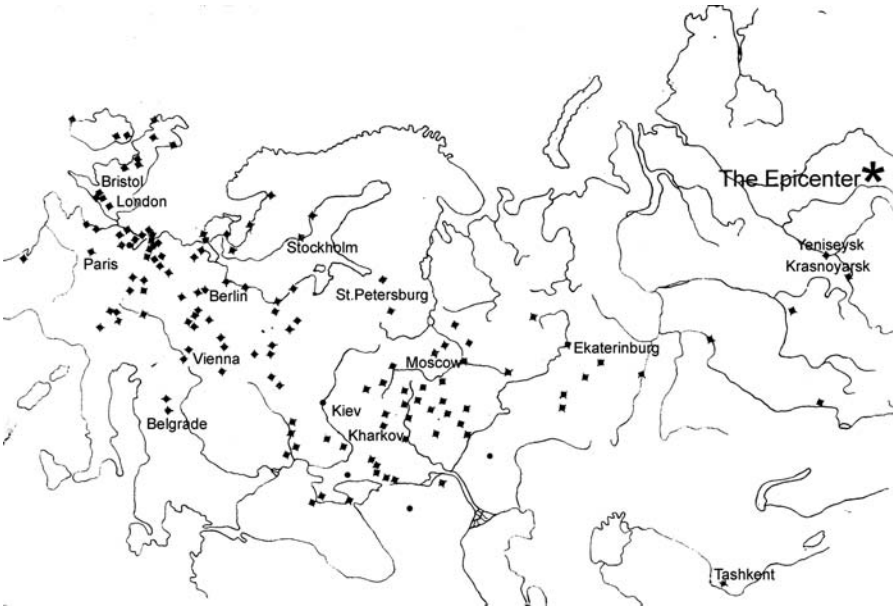 Bristol
London
The Epicenter*
Stockholm
Yeniseysk
Paris
Krasnoyarsk
Berlin
St.Petersburg
Ekaterinburg
Moscow
Vienna
Kiev
Belgrade
Kharkov
Tashkent